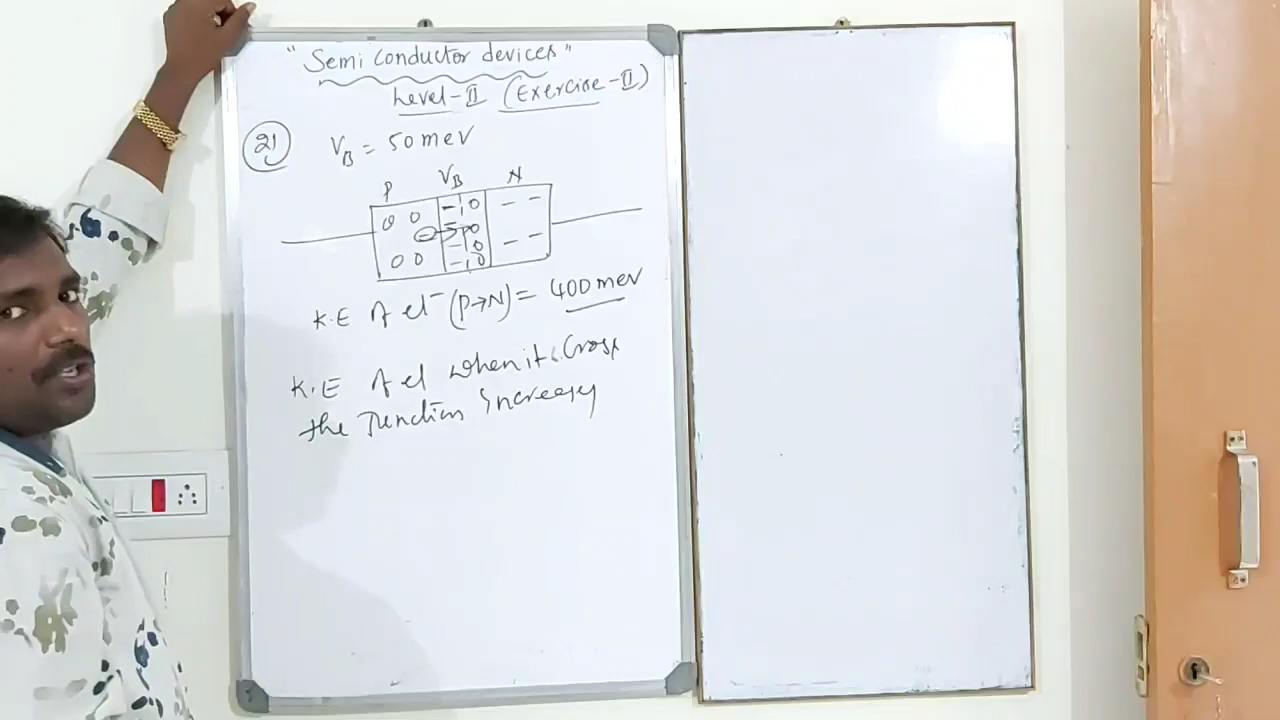 "Semi Conductor devices"
Level-II (Exercise-II)
21 V_B = 50 meV
P V_B N
K.E of el⁻ (P→N) = 400 meV
K.E of el when it Cross
the Junction Increases